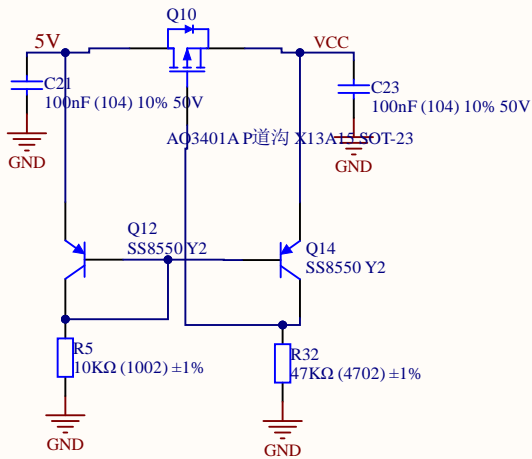 Q10
5V
VCC
C21
100nF (104) 10% 50V
C23
100nF (104) 10% 50V
GND
AO3401A P道沟 X13A15 SOT-23
GND
Q12
SS8550 Y2
Q14
SS8550 Y2
R5
10KΩ (1002) ±1%
R32
47KΩ (4702) ±1%
GND
GND